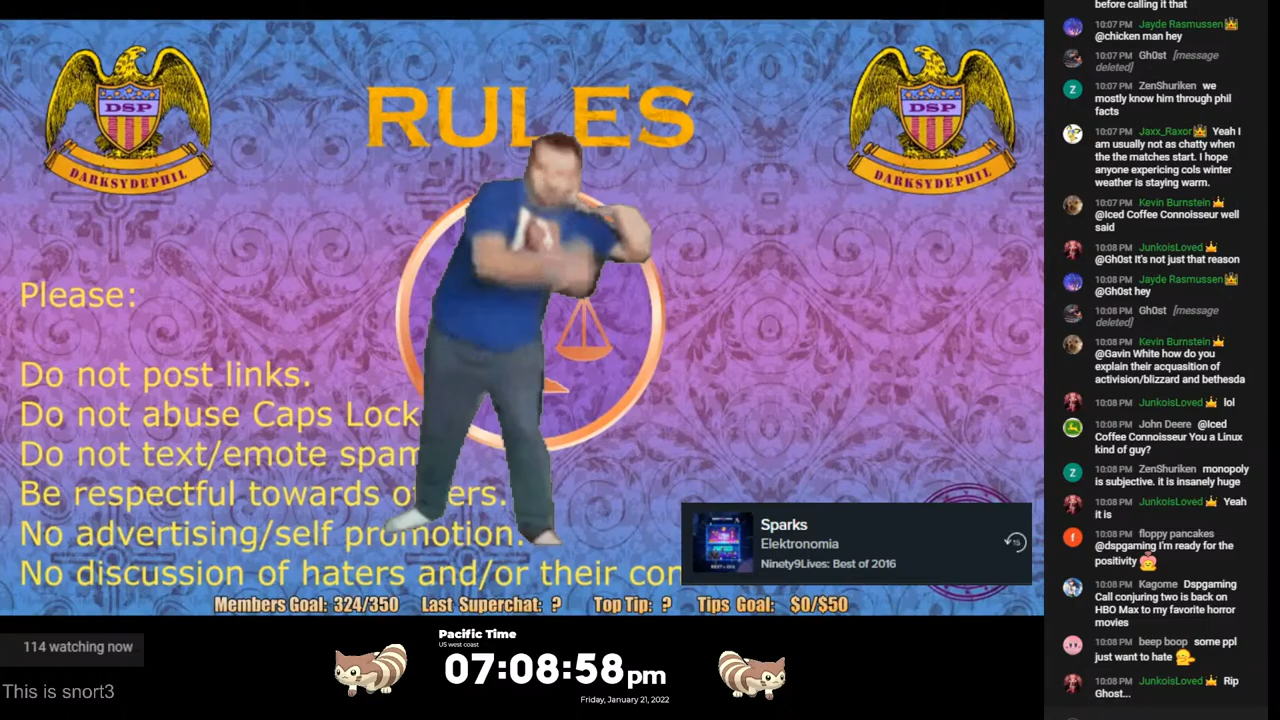 DSP
DARKSYDEPHIL
RULES
DSP
DARKSYDEPHIL
Please:
Do not post links.
Do not abuse Caps Lock
Do not text/emote spam
Be respectful towards others.
No advertising/self promotion.
No discussion of haters and/or their con
Sparks
Elektronomia
Ninety9Lives: Best of 2016
15
Members Goal: 324/350 Last Superchat: ? Top Tip: ? Tips Goal: $0/$50
114 watching now
This is snort3
Pacific Time
US west coast
07:08:58pm
Friday, January 21, 2022
before calling it that
10:07 PM Jayde Rasmussen
@chicken man hey
10:07 PM Gh0st [message
deleted]
Z
10:07 PM ZenShuriken we
mostly know him through phil
facts
10:07 PM Jaxx_Raxor Yeah I
am usually not as chatty when
the the matches start. I hope
anyone expericing cols winter
weather is staying warm.
10:07 PM Kevin Burnstein
@Iced Coffee Connoisseur well
said
10:08 PM JunkoisLoved
@Gh0st It's not just that reason
10:08 PM Jayde Rasmussen
@Gh0st hey
10:08 PM Gh0st [message
deleted]
10:08 PM Kevin Burnstein
@Gavin White how do you
explain their acquasition of
activision/blizzard and bethesda
10:08 PM JunkoisLoved lol
10:08 PM John Deere @Iced
Coffee Connoisseur You a Linux
kind of guy?
Z
10:08 PM ZenShuriken monopoly
is subjective. it is insanely huge
10:08 PM JunkoisLoved Yeah
it is
f
10:08 PM floppy pancakes
@dspgaming I'm ready for the
positivity
10:08 PM Kagome Dspgaming
Call conjuring two is back on
HBO Max to my favorite horror
movies
10:08 PM beep boop some ppl
just want to hate
10:08 PM JunkoisLoved Rip
Ghost...